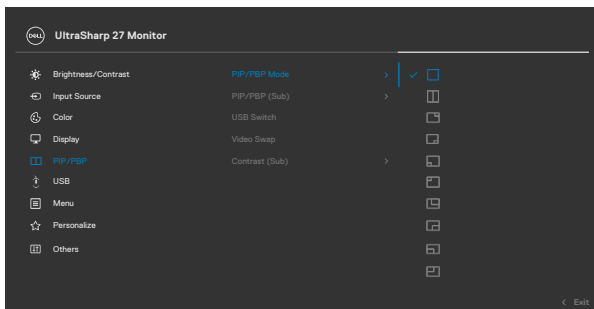 DELL UltraSharp 27 Monitor
Brightness/Contrast PIP/PBP Mode
Input Source PIP/PBP (Sub)
Color USB Switch
Display Video Swap
PIP/PBP Contrast (Sub)
USB
Menu
Personalize
Others
Exit